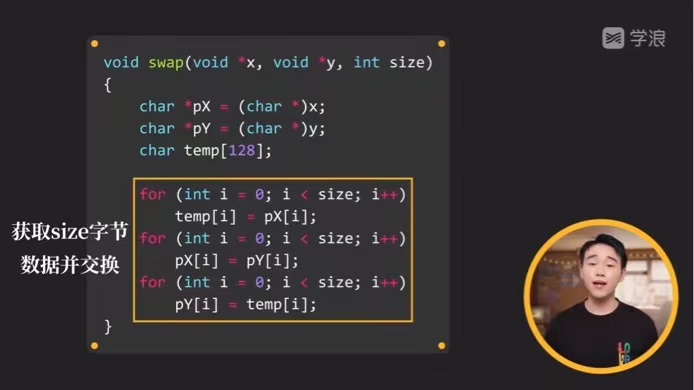 学浪
void swap(void *x, void *y, int size)
{
    char *pX = (char *)x;
    char *pY = (char *)y;
    char temp[128];
    for (int i = 0; i < size; i++)
        temp[i] = pX[i];
    for (int i = 0; i < size; i++)
        pX[i] = pY[i];
    for (int i = 0; i < size; i++)
        pY[i] = temp[i];
}
获取size字节
数据并交换